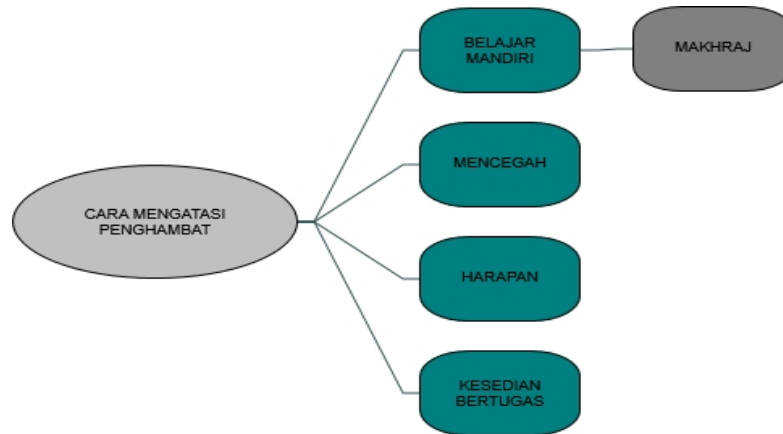 BELAJAR
MANDIRI
MAKHRAJ
MENCEGAH
CARA MENGATASI
PENGHAMBAT
HARAPAN
KESEDIAN
BERTUGAS